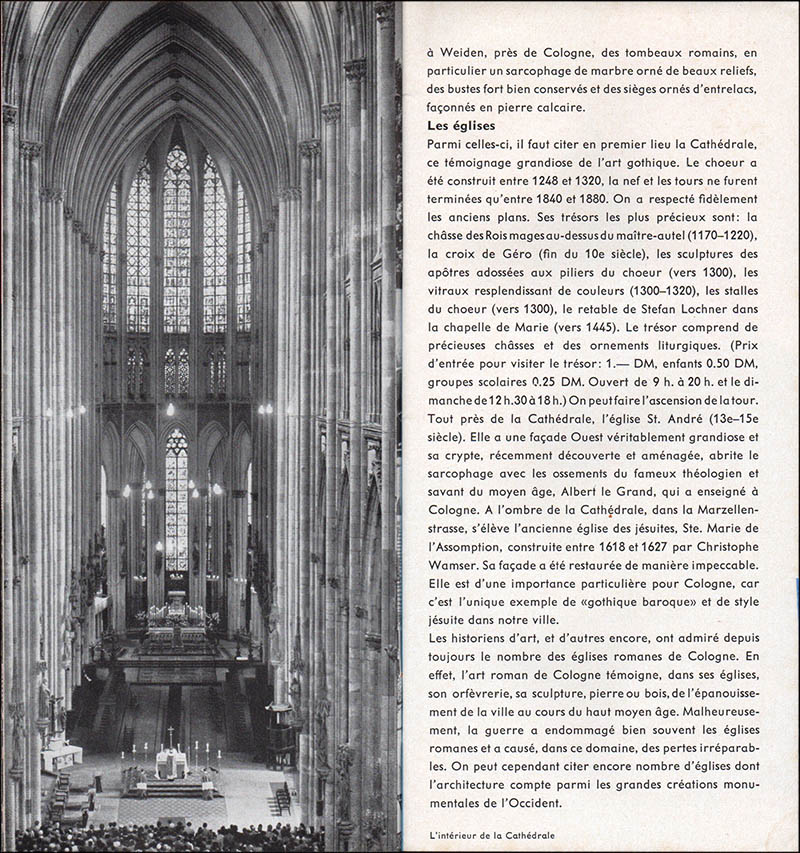 à Weiden, près de Cologne, des tombeaux romains, en
particulier un sarcophage de marbre orné de beaux reliefs,
des bustes fort bien conservés et des sièges ornés d'entrelacs,
façonnés en pierre calcaire.
Les églises
Parmi celles-ci, il faut citer en premier lieu la Cathédrale,
ce témoignage grandiose de l'art gothique. Le choeur a
été construit entre 1248 et 1320, la nef et les tours ne furent
terminées qu'entre 1840 et 1880. On a respecté fidèlement
les anciens plans. Ses trésors les plus précieux sont: la
châsse des Rois mages au-dessus du maître-autel (1170–1220),
la croix de Géro (fin du 10e siècle), les sculptures des
apôtres adossées aux piliers du choeur (vers 1300), les
vitraux resplendissant de couleurs (1300–1320), les stalles
du choeur (vers 1300), le retable de Stefan Lochner dans
la chapelle de Marie (vers 1445). Le trésor comprend de
précieuses châsses et des ornements liturgiques. (Prix
d'entrée pour visiter le trésor: 1.— DM, enfants 0.50 DM,
groupes scolaires 0.25 DM. Ouvert de 9 h. à 20 h. et le di-
manche de 12 h.30 à 18 h.) On peut faire l'ascension de la tour.
Tout près de la Cathédrale, l'église St. André (13e–15e
siècle). Elle a une façade Ouest véritablement grandiose et
sa crypte, récemment découverte et aménagée, abrite le
sarcophage avec les ossements du fameux théologien et
savant du moyen âge, Albert le Grand, qui a enseigné à
Cologne. A l'ombre de la Cathédrale, dans la Marzellen-
strasse, s'élève l'ancienne église des jésuites, Ste. Marie de
l'Assomption, construite entre 1618 et 1627 par Christophe
Wamser. Sa façade a été restaurée de manière impeccable.
Elle est d'une importance particulière pour Cologne, car
c'est l'unique exemple de «gothique baroque» et de style
jésuite dans notre ville.
Les historiens d'art, et d'autres encore, ont admiré depuis
toujours le nombre des églises romanes de Cologne. En
effet, l'art roman de Cologne témoigne, dans ses églises,
son orfèvrerie, sa sculpture, pierre ou bois, de l'épanouisse-
ment de la ville au cours du haut moyen âge. Malheureuse-
ment, la guerre a endommagé bien souvent les églises
romanes et a causé, dans ce domaine, des pertes irréparab-
les. On peut cependant citer encore nombre d'églises dont
l'architecture compte parmi les grandes créations monu-
mentales de l'Occident.
L'intérieur de la Cathédrale